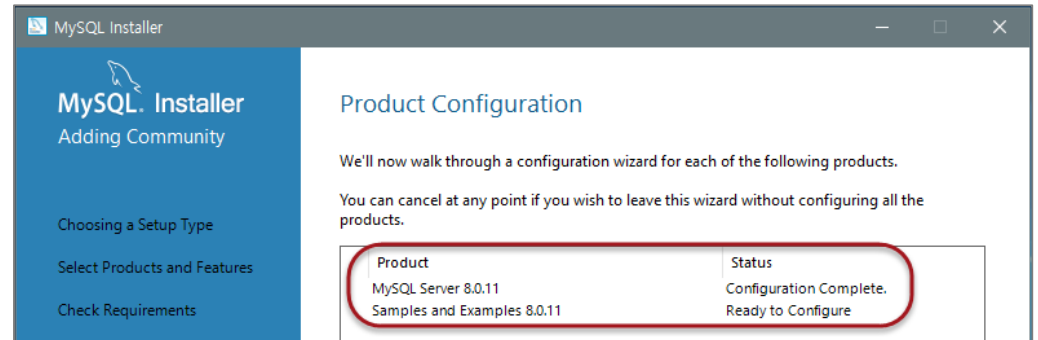 MySQL Installer
MySQL. Installer
Adding Community
Choosing a Setup Type
Select Products and Features
Check Requirements
Product Configuration
We'll now walk through a configuration wizard for each of the following products.
You can cancel at any point if you wish to leave this wizard without configuring all the
products.
Product Status
MySQL Server 8.0.11 Configuration Complete.
Samples and Examples 8.0.11 Ready to Configure